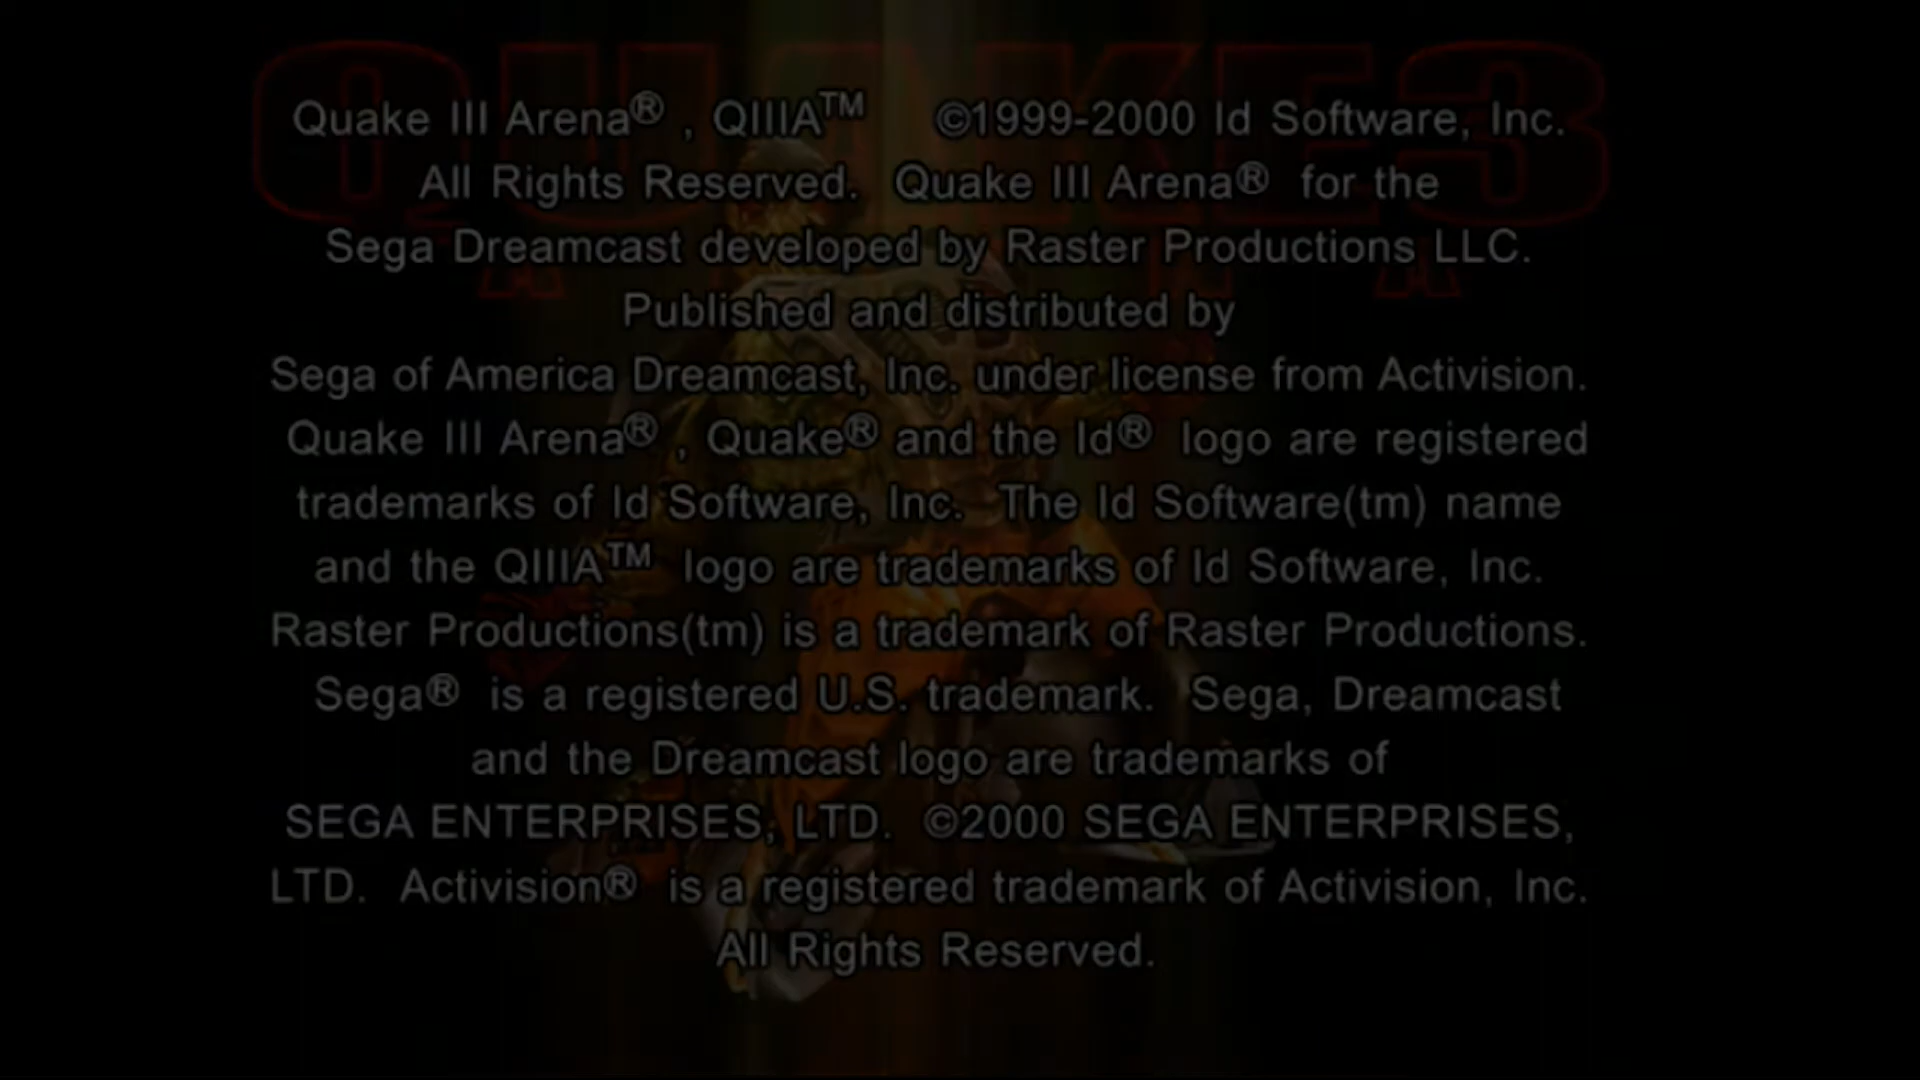 QUAKE 3
ARENA
Quake III Arena® , QIIIA™ ©1999-2000 Id Software, Inc.
All Rights Reserved. Quake III Arena® for the
Sega Dreamcast developed by Raster Productions LLC.
Published and distributed by
Sega of America Dreamcast, Inc. under license from Activision.
Quake III Arena® , Quake® and the Id® logo are registered
trademarks of Id Software, Inc. The Id Software(tm) name
and the QIIIA™ logo are trademarks of Id Software, Inc.
Raster Productions(tm) is a trademark of Raster Productions.
Sega® is a registered U.S. trademark. Sega, Dreamcast
and the Dreamcast logo are trademarks of
SEGA ENTERPRISES, LTD. ©2000 SEGA ENTERPRISES,
LTD. Activision® is a registered trademark of Activision, Inc.
All Rights Reserved.